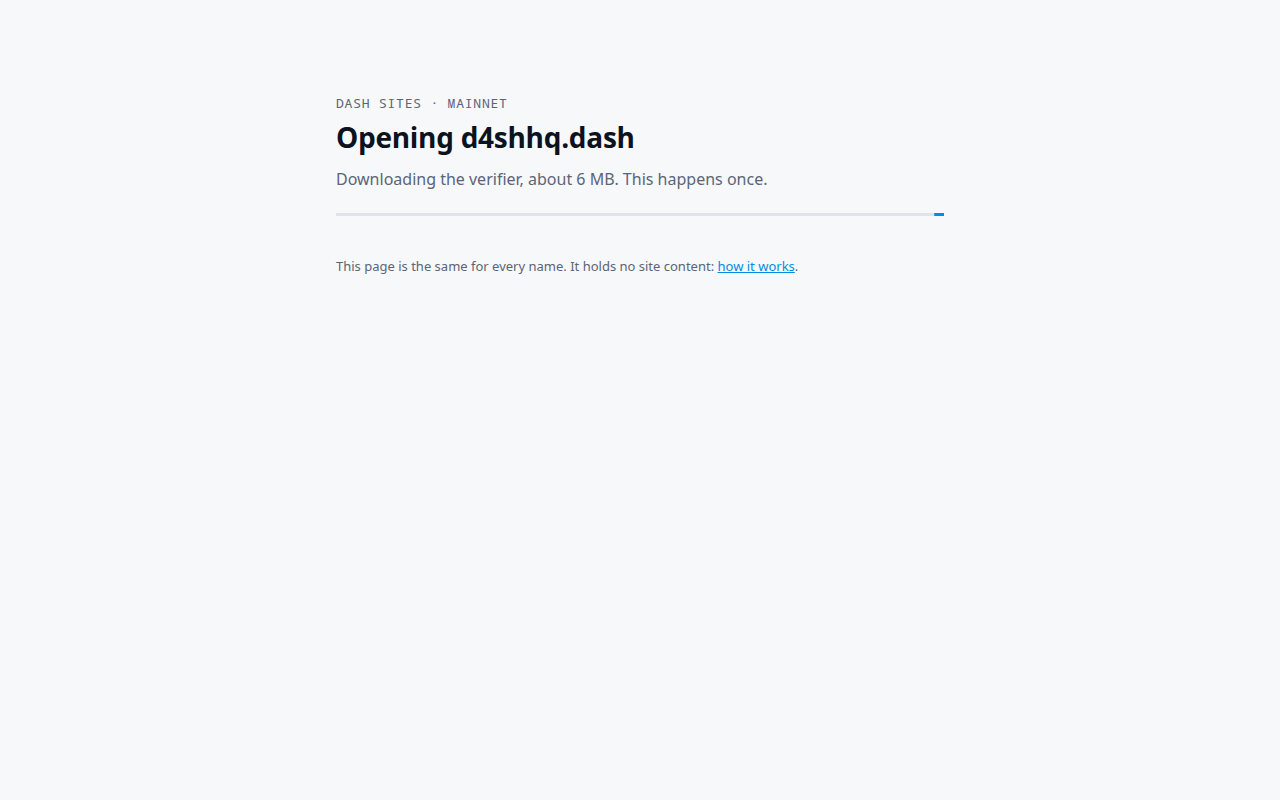 DASH SITES · MAINNET
Opening d4shhq.dash
Downloading the verifier, about 6 MB. This happens once.
This page is the same for every name. It holds no site content: how it works.